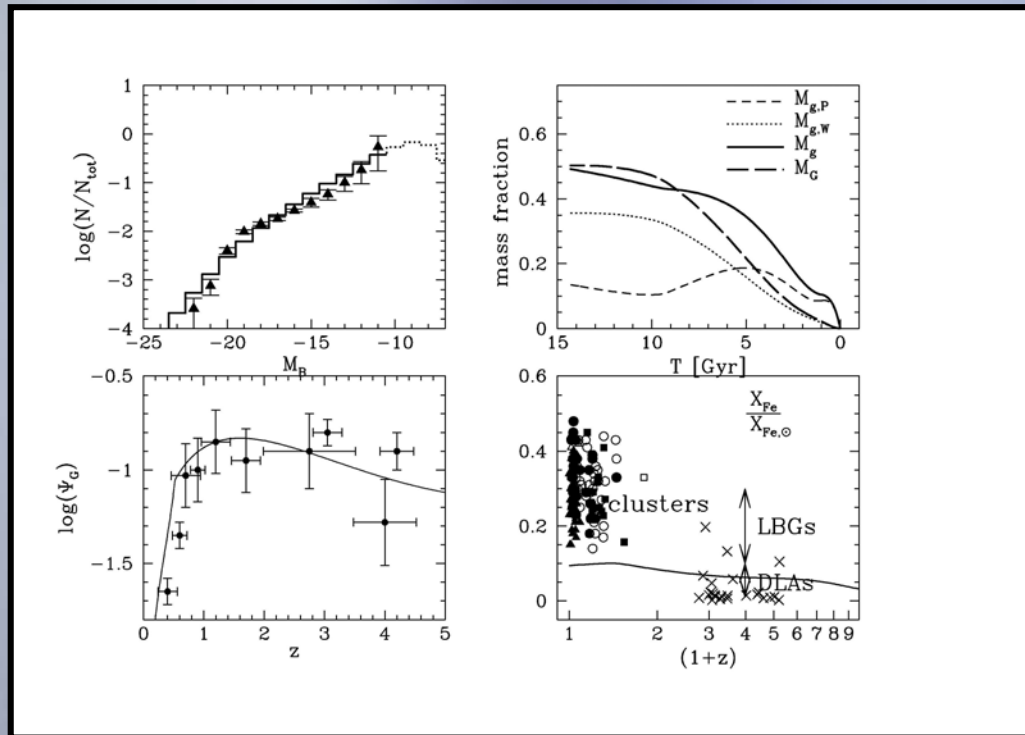 log(N/N_tot)
1
0
−1
−2
−3
−4
−25
−20
−15
−10
M_B
mass fraction
0.6
0.4
0.2
0
M_g,P
M_g,W
M_g
M_G
15
10
5
0
T [Gyr]
log(Ψ_G)
−0.5
−1
−1.5
0
1
2
3
4
5
z
0.6
0.4
0.2
0
X_Fe
X_Fe,⊙
clusters
LBGs
DLAs
1
2
3
4
5
6
7
8
9
(1+z)